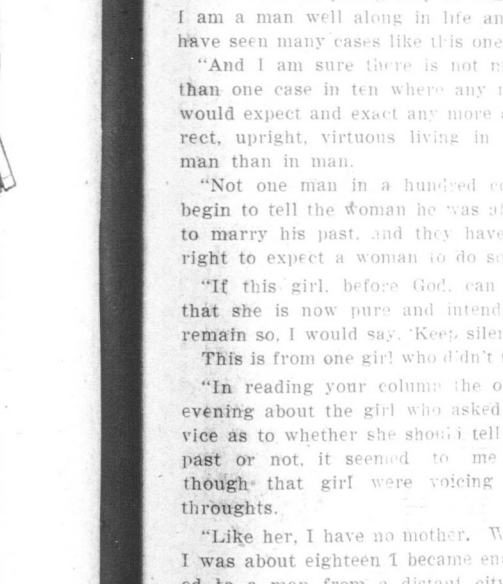 I am a man well along in life an
have seen many cases like this one
"And I am sure there is not
than one case in ten where any
would expect and exact any more
rect, upright, virtuous living in
man than in man.
"Not one man in a hundred
begin to tell the woman he was
to marry his past, and they have
right to expect a woman to do so
"If this girl, before God, can
that she is now pure and intend
remain so, I would say, 'Keep silen
This is from one girl who didn't
"In reading your column the o
evening about the girl who asked
vice as to whether she should tell
past or not, it seemed to me
though that girl were voicing
throughts.
"Like her, I have no mother. W
I was about eighteen I became en
ed to a man from a distant